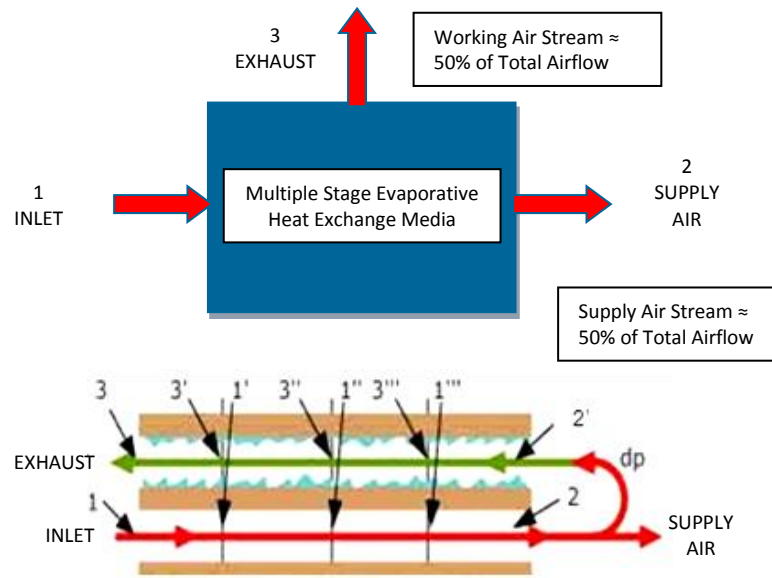 3
EXHAUST
Working Air Stream ≈
50% of Total Airflow
1
INLET
Multiple Stage Evaporative
Heat Exchange Media
2
SUPPLY
AIR
Supply Air Stream ≈
50% of Total Airflow
3 3' 1' 3'' 1'' 3''' 1'''
2'
EXHAUST
dp
1
2
INLET
SUPPLY
AIR